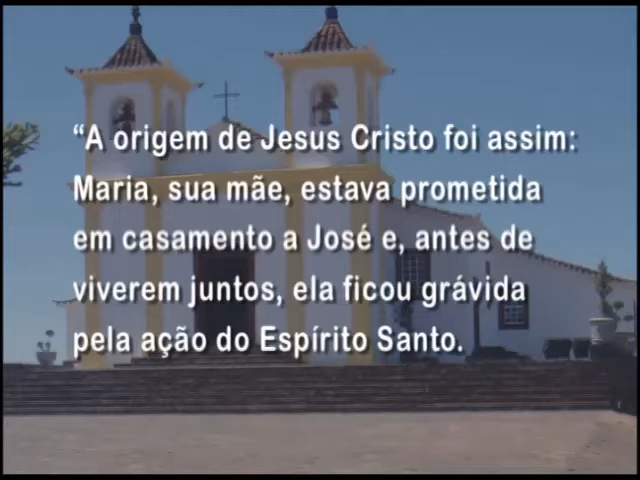 “A origem de Jesus Cristo foi assim:
Maria, sua mãe, estava prometida
em casamento a José e, antes de
viverem juntos, ela ficou grávida
pela ação do Espírito Santo.